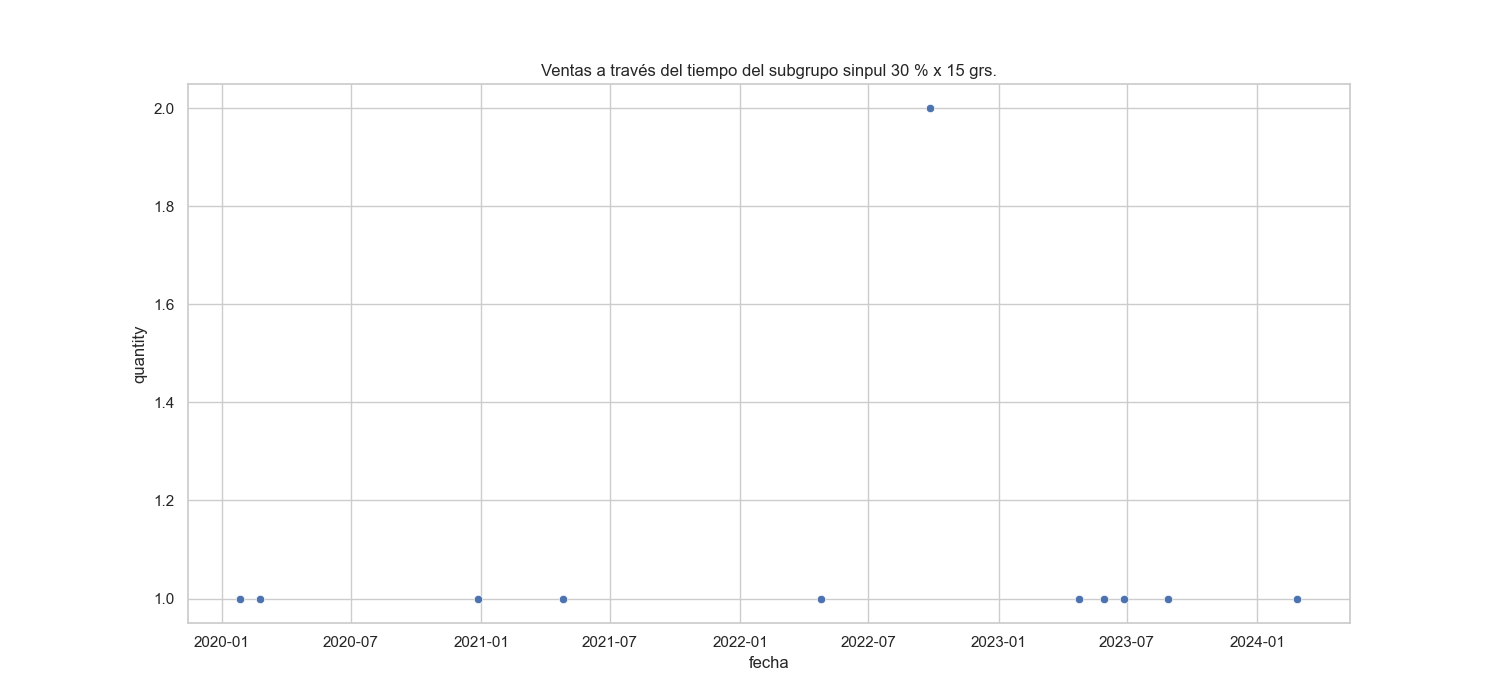 Ventas a través del tiempo del subgrupo sinpul 30 % x 15 grs.
2.0
1.8
1.6
1.4
1.2
1.0
quantity
2020-01 2020-07 2021-01 2021-07 2022-01 2022-07 2023-01 2023-07 2024-01
fecha